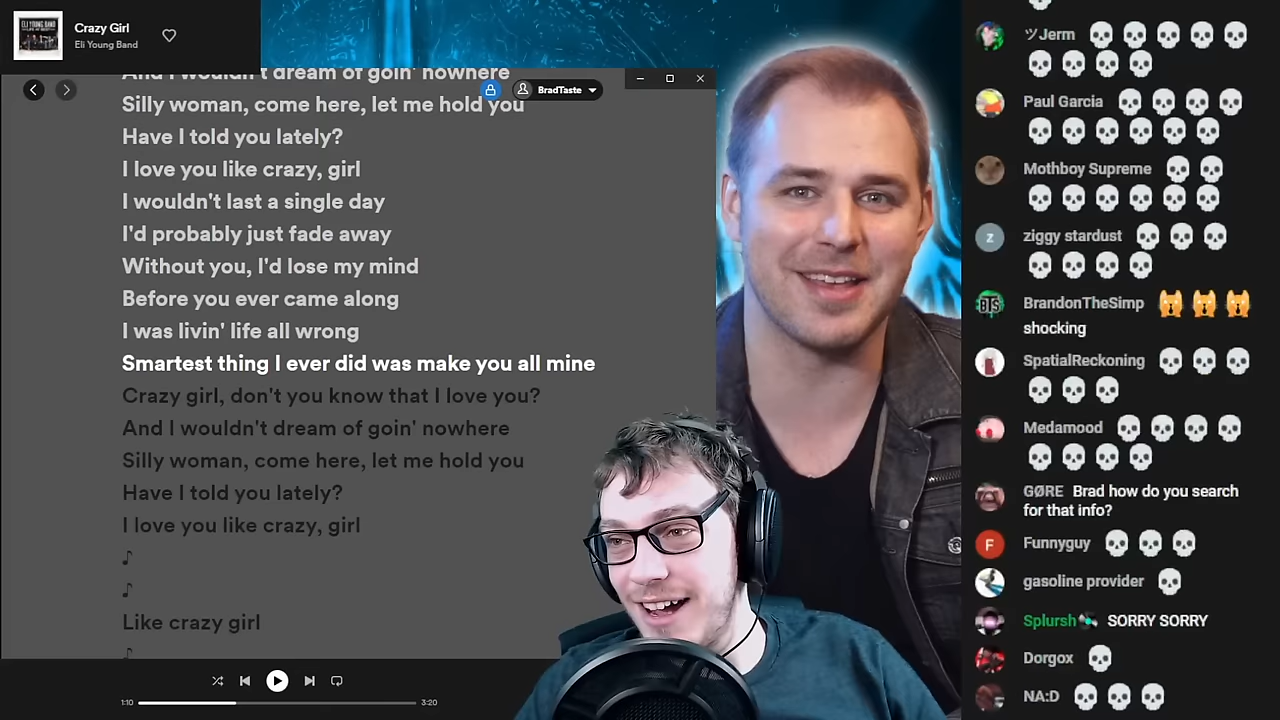 Crazy Girl
Eli Young Band
And I wouldn't dream of goin' nowhere
BradTaste
Silly woman, come here, let me hold you
Have I told you lately?
I love you like crazy, girl
I wouldn't last a single day
I'd probably just fade away
Without you, I'd lose my mind
Before you ever came along
I was livin' life all wrong
Smartest thing I ever did was make you all mine
Crazy girl, don't you know that I love you?
And I wouldn't dream of goin' nowhere
Silly woman, come here, let me hold you
Have I told you lately?
I love you like crazy, girl
♪
♪
Like crazy girl
♪
1:10
3:20
ツJerm 💀💀💀💀💀
💀💀💀💀
Paul Garcia 💀💀💀💀
💀💀💀💀💀💀
Mothboy Supreme 💀💀
💀💀💀💀💀💀
z
ziggy stardust 💀💀💀
💀💀💀💀
BTS
BrandonTheSimp 🙀🙀🙀
shocking
SpatialReckoning 💀💀💀
💀💀💀
Medamood 💀💀💀💀
💀💀💀💀
GØRE Brad how do you search
for that info?
F
Funnyguy 💀💀💀
gasoline provider 💀
Splursh SORRY SORRY
Dorgox 💀
NA:D 💀💀💀